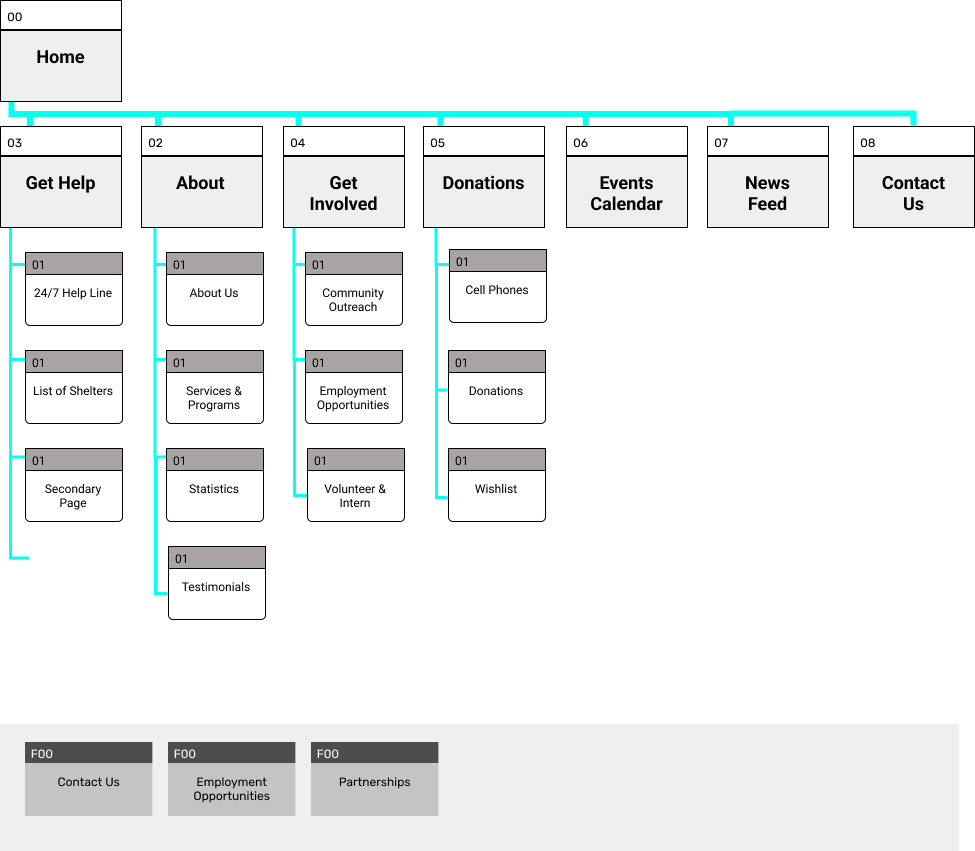 00
Home
03
Get Help
02
About
04
Get
Involved
05
Donations
06
Events
Calendar
07
News
Feed
08
Contact
Us
01
24/7 Help Line
01
About Us
01
Community
Outreach
01
Cell Phones
01
List of Shelters
01
Services &
Programs
01
Employment
Opportunities
01
Donations
01
Secondary
Page
01
Statistics
01
Volunteer &
Intern
01
Wishlist
01
Testimonials
F00
Contact Us
F00
Employment
Opportunities
F00
Partnerships